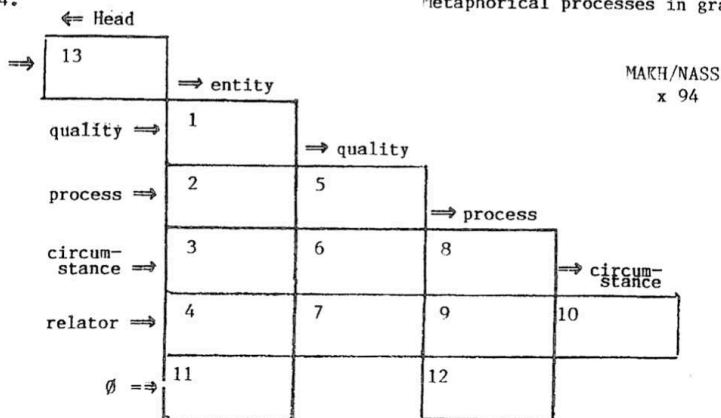 4.
Metaphorical processes in gra
⇐ Head
⇒ 13
MAKH/NASS
x 94
⇒ entity
quality ⇒ 1
⇒ quality
process ⇒ 2 5
⇒ process
circum-
stance ⇒ 3 6 8
⇒ circum-
stance
relator ⇒ 4 7 9 10
Ø =⇒ 11 12